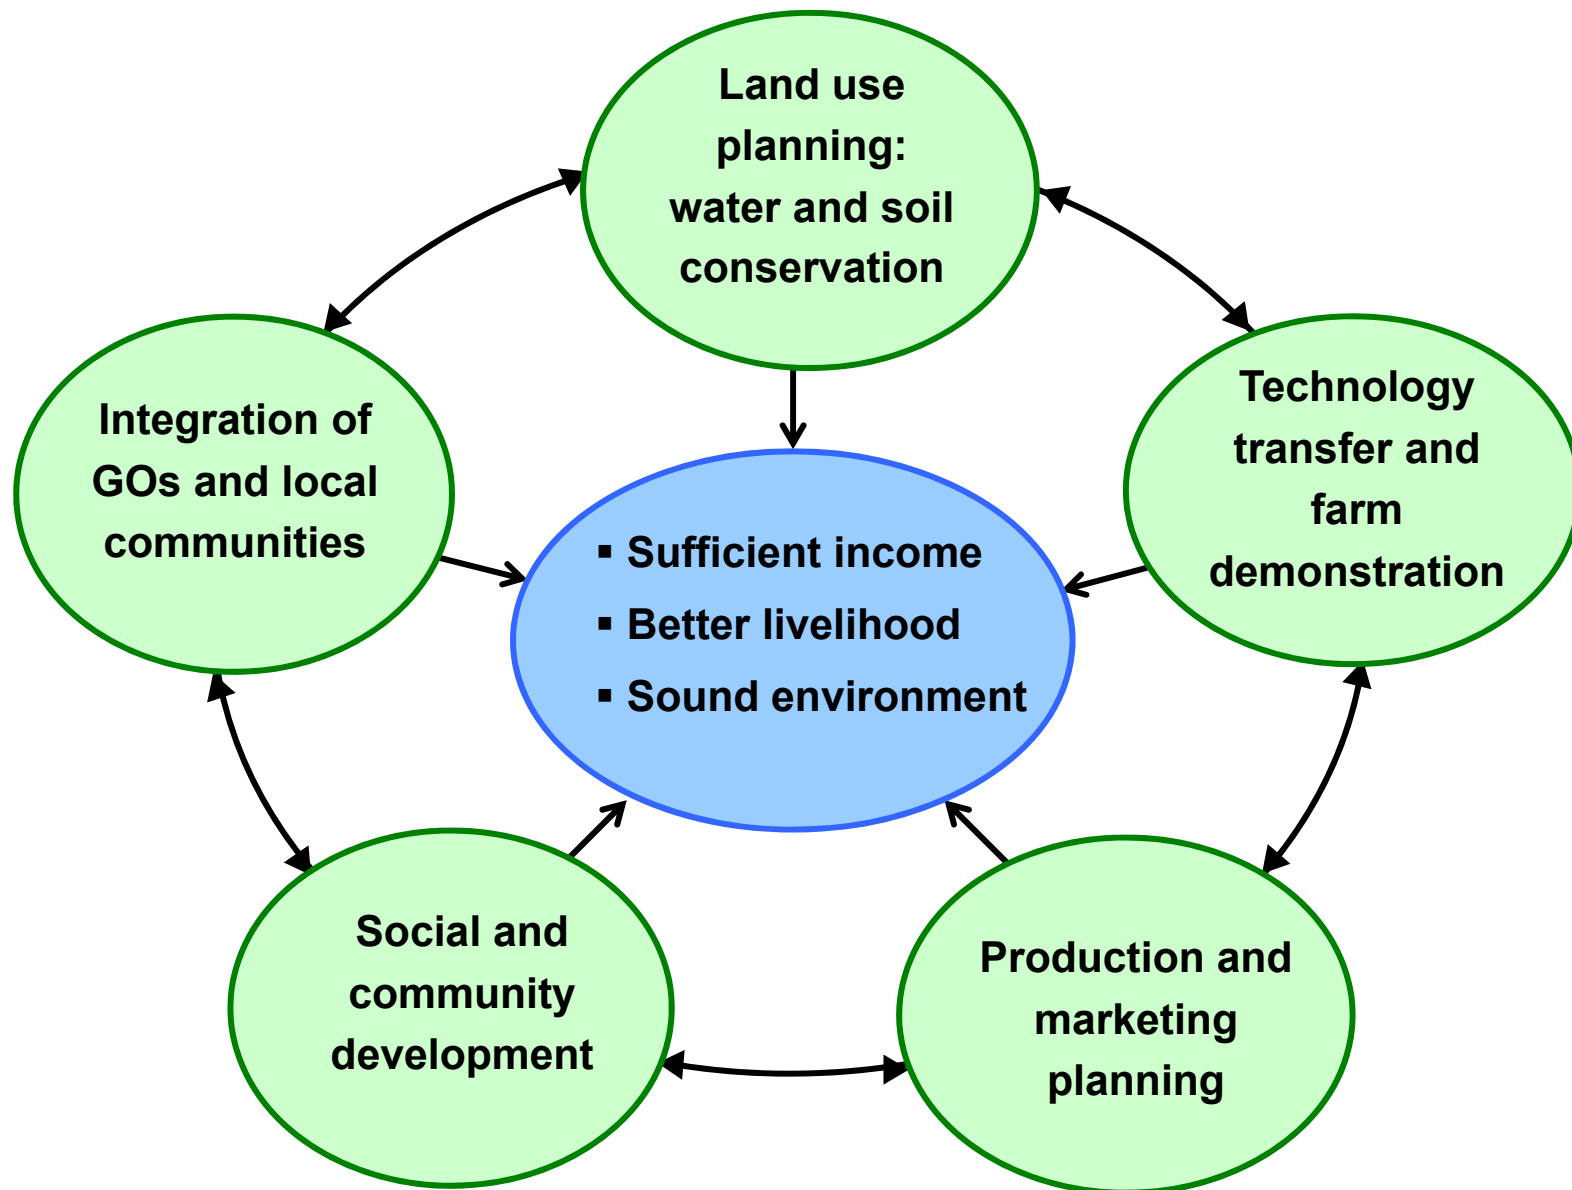 Land use
planning:
water and soil
conservation
Integration of
GOs and local
communities
Technology
transfer and
farm
demonstration
▪ Sufficient income
▪ Better livelihood
▪ Sound environment
Social and
community
development
Production and
marketing
planning